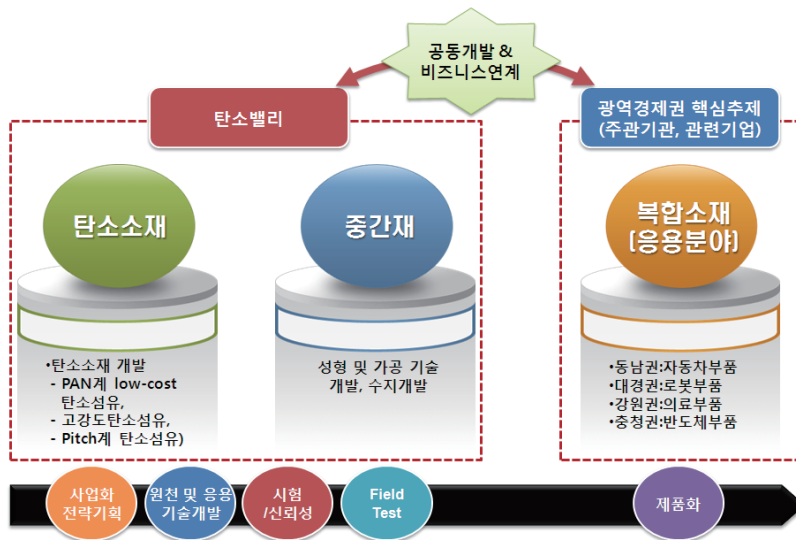 공동개발 &
비즈니스연계
탄소밸리
광역경제권 핵심주체
(주관기관, 관련기업)
탄소소재
중간재
복합소재
(응용분야)
•탄소소재 개발
- PAN계 low-cost
탄소섬유,
- 고강도탄소섬유,
- Pitch계 탄소섬유)
성형 및 가공 기술
개발, 수지개발
•동남권:자동차부품
•대경권:로봇부품
•강원권:의료부품
•충청권:반도체부품
사업화
전략기획
원천 및 응용
기술개발
시험
/신뢰성
Field
Test
제품화